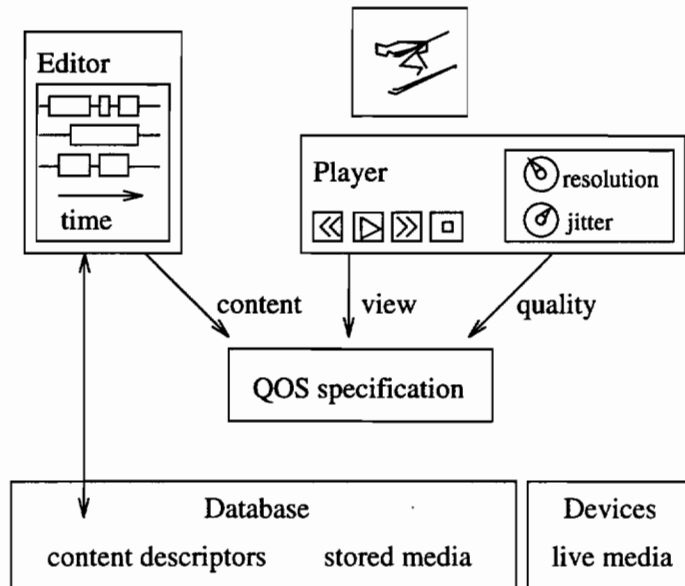 Editor
time
Player
resolution
jitter
content
view
quality
QOS specification
Database
content descriptors
stored media
Devices
live media